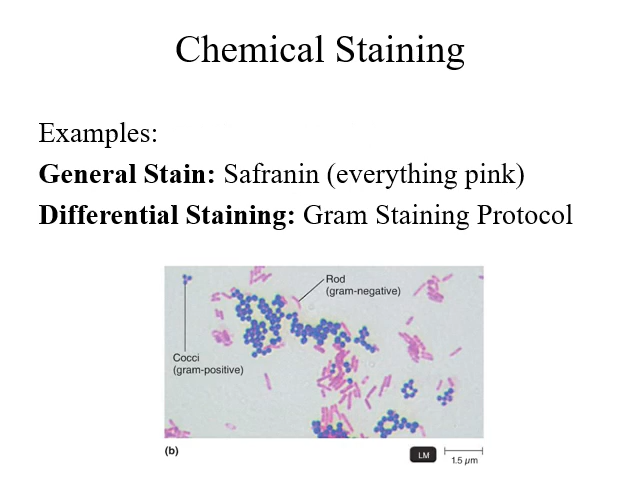 Chemical Staining
Examples:
General Stain: Safranin (everything pink)
Differential Staining: Gram Staining Protocol
Rod
(gram-negative)
Cocci
(gram-positive)
(b)
LM
1.5 µm